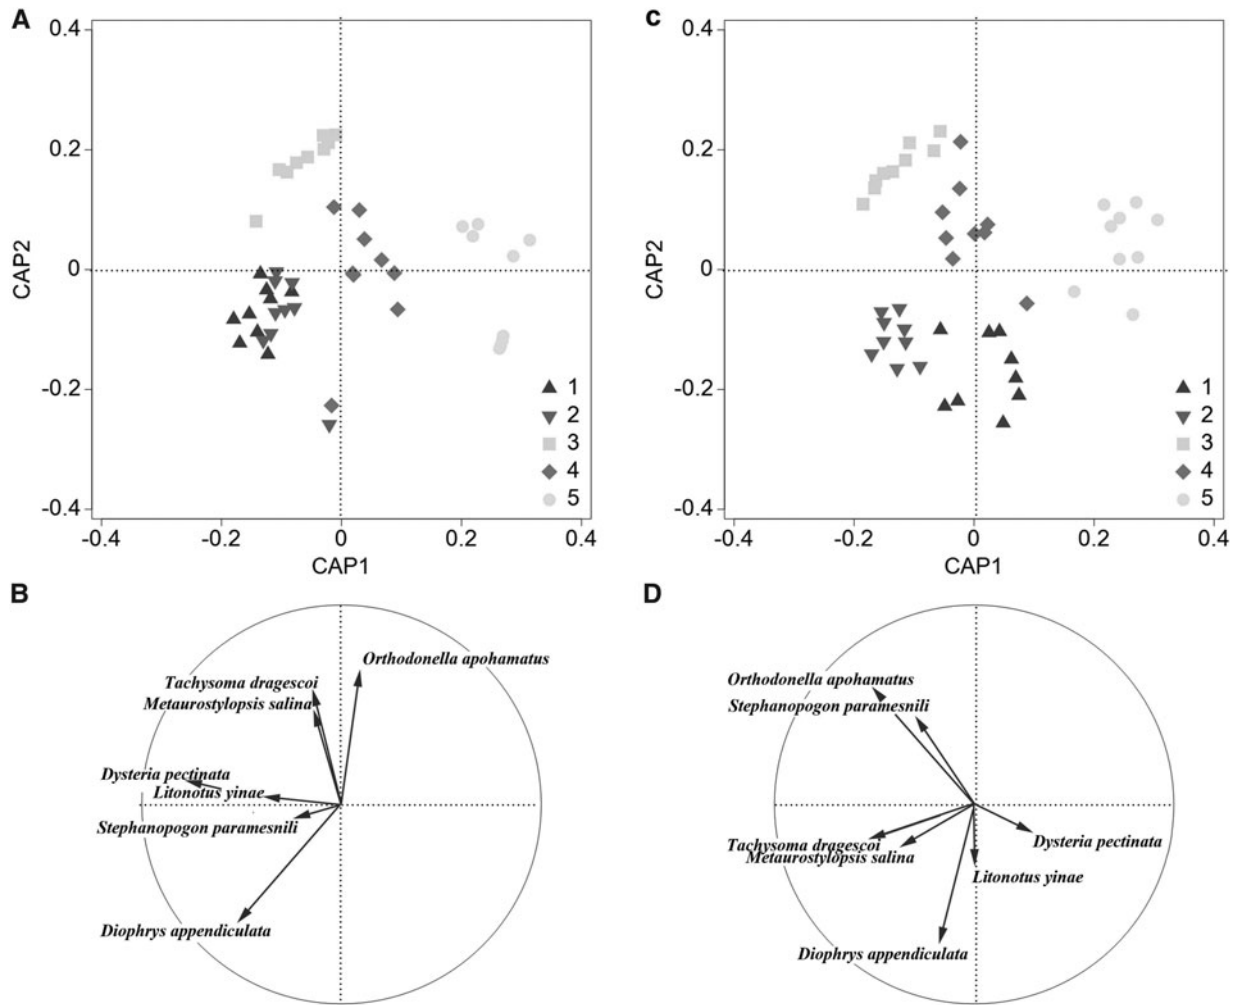 A
0.4
0.2
0
-0.2
-0.4
CAP2
-0.4
-0.2
0
0.2
0.4
CAP1
1
2
3
4
5
C
0.4
0.2
0
-0.2
-0.4
CAP2
-0.4
-0.2
0
0.2
0.4
CAP1
1
2
3
4
5
B
Orthodonella apohamatus
Tachysoma dragescoi
Metaurostylopsis salina
Dysteria pectinata
Litonotus yinae
Stephanopogon paramesnili
Diophrys appendiculata
D
Orthodonella apohamatus
Stephanopogon paramesnili
Tachysoma dragescoi
Metaurostylopsis salina
Dysteria pectinata
Litonotus yinae
Diophrys appendiculata